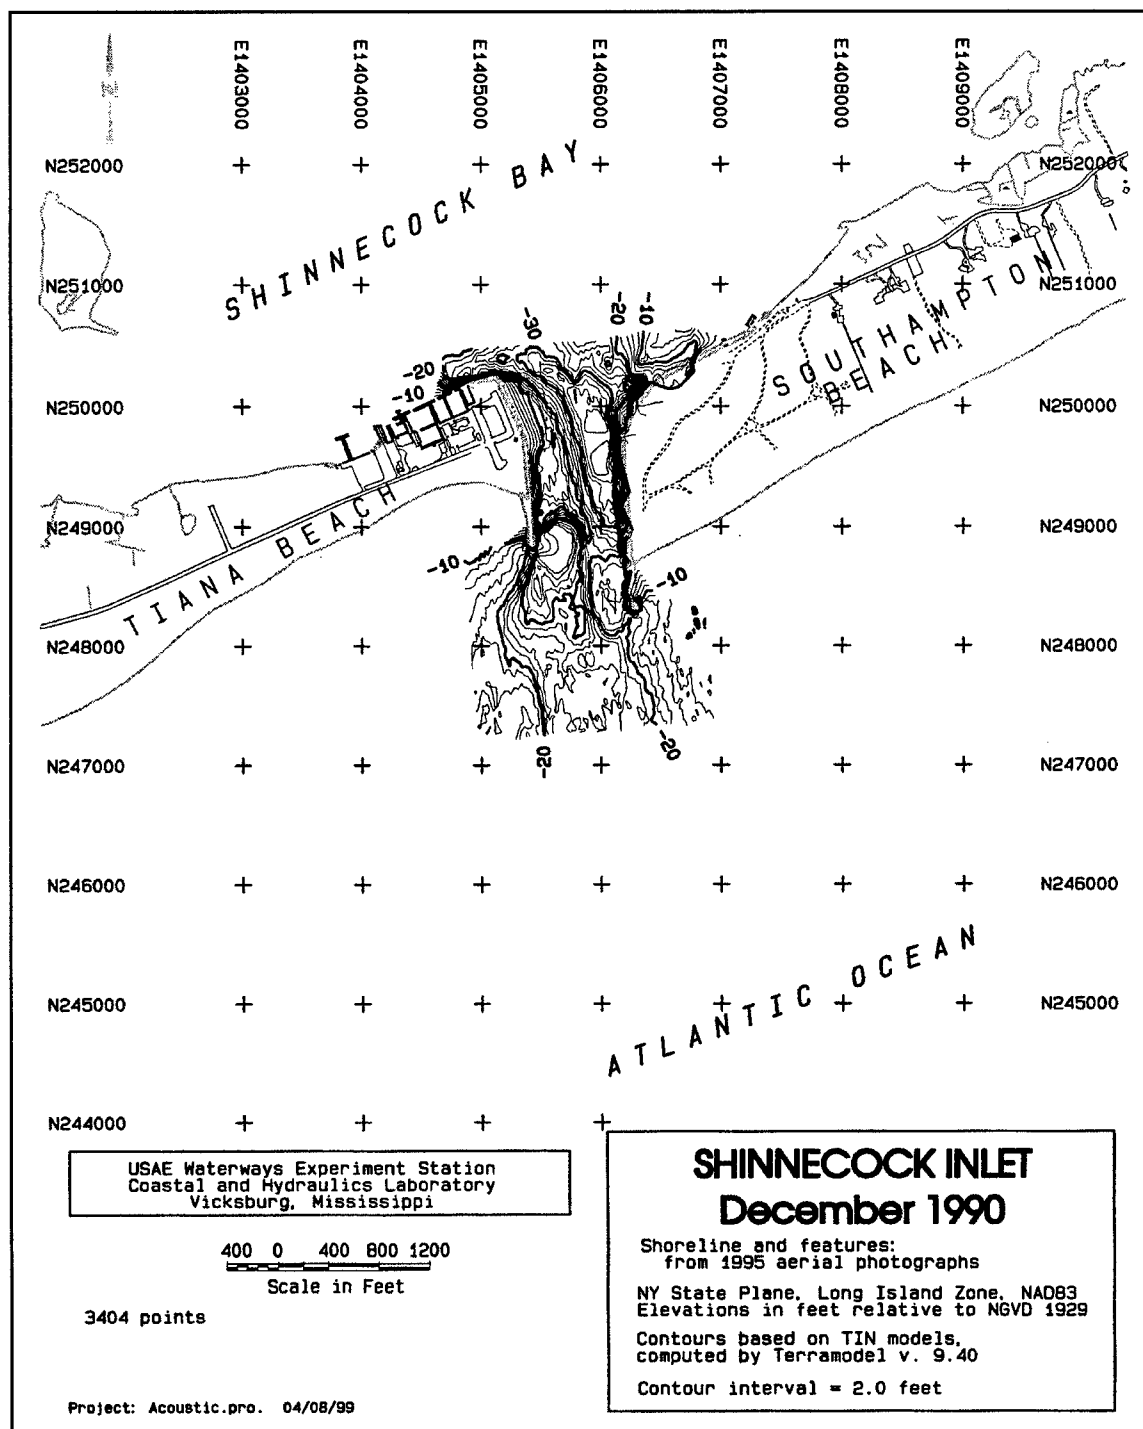 E1403000 E1404000 E1405000 E1406000 E1407000 E1408000 E1409000
N
N252000 N252000
SHINNECOCK BAY
N251000 N251000
-30 -20 -10
-20
-10
SOUTHAMPTON
BEACH
N250000 N250000
TIANA BEACH
N249000 N249000
-10 -10
N248000 N248000
-20 -20
N247000 N247000
N246000 N246000
ATLANTIC OCEAN
N245000 N245000
N244000
USAE Waterways Experiment Station
Coastal and Hydraulics Laboratory
Vicksburg, Mississippi
400 0 400 800 1200
Scale in Feet
3404 points
Project: Acoustic.pro. 04/08/99
SHINNECOCK INLET
December 1990
Shoreline and features:
from 1995 aerial photographs
NY State Plane, Long Island Zone, NAD83
Elevations in feet relative to NGVD 1929
Contours based on TIN models,
computed by Terramodel v. 9.40
Contour interval = 2.0 feet